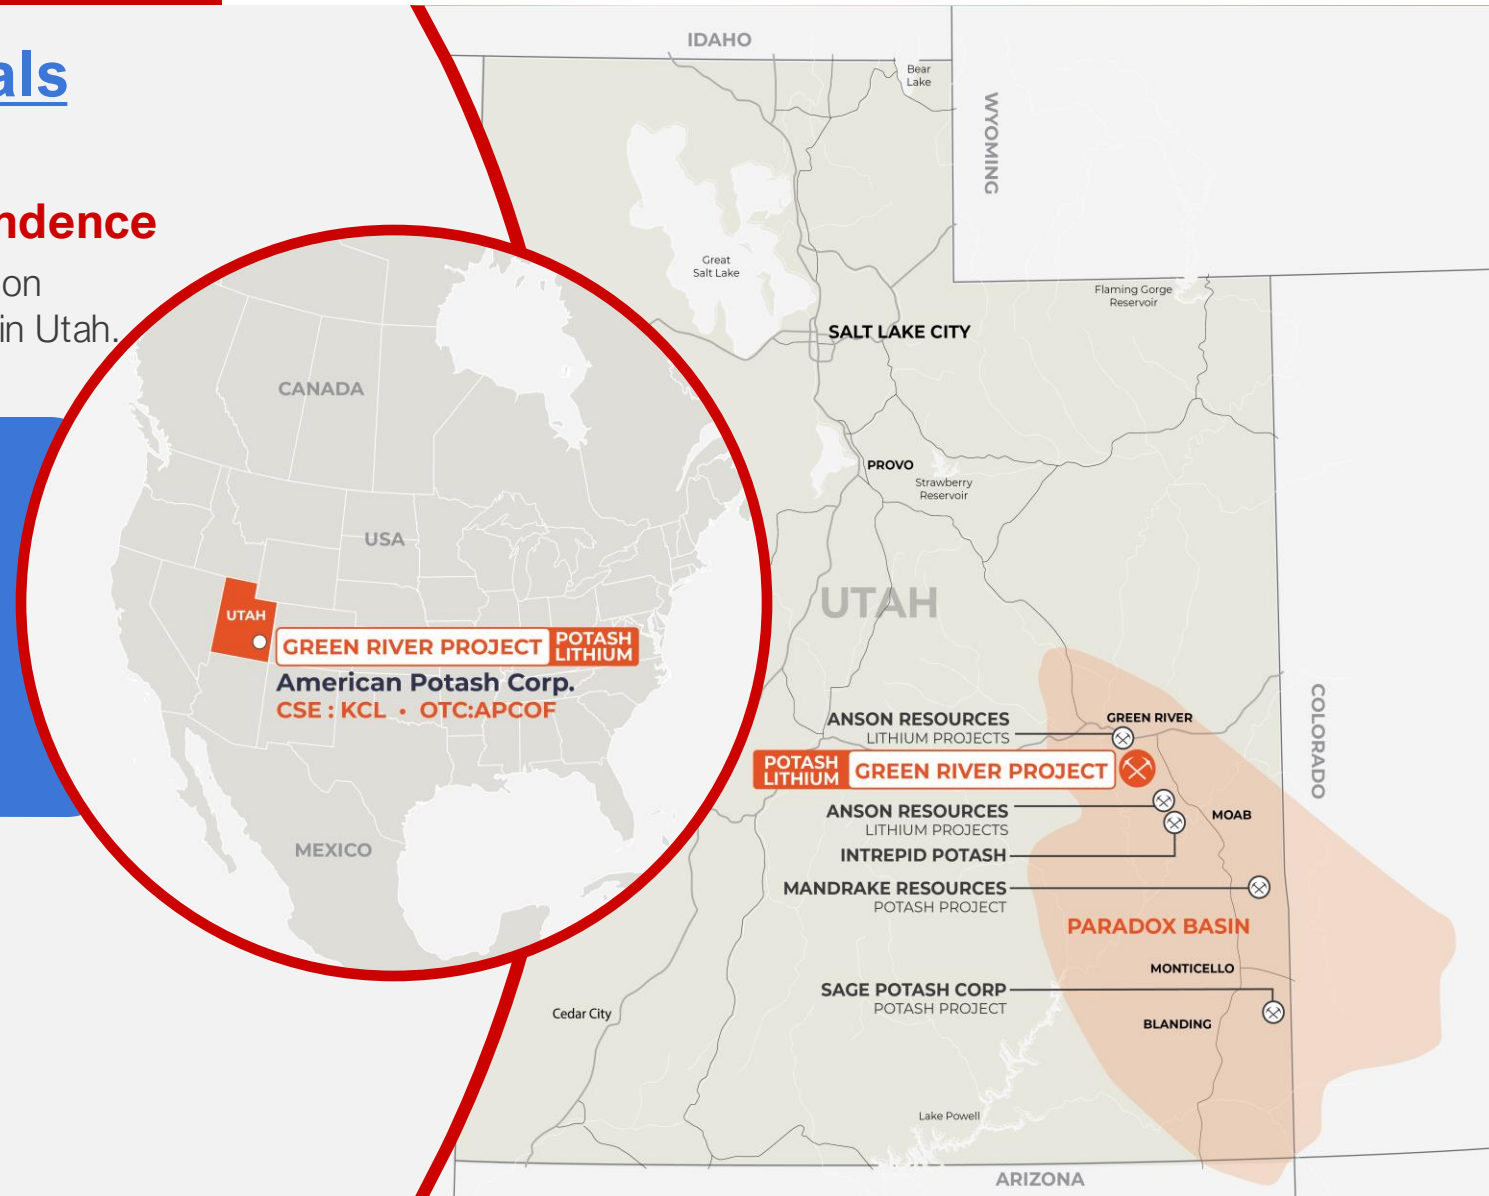 als
ndence
on
in Utah.
CANADA
USA
UTAH
GREEN RIVER PROJECT
POTASH
LITHIUM
American Potash Corp.
CSE : KCL • OTC:APCOF
MEXICO
IDAHO
Bear
Lake
WYOMING
Great
Salt Lake
Flaming Gorge
Reservoir
SALT LAKE CITY
PROVO
Strawberry
Reservoir
UTAH
COLORADO
ANSON RESOURCES
LITHIUM PROJECTS
GREEN RIVER
POTASH
LITHIUM
GREEN RIVER PROJECT
ANSON RESOURCES
LITHIUM PROJECTS
MOAB
INTREPID POTASH
MANDRAKE RESOURCES
POTASH PROJECT
PARADOX BASIN
MONTICELLO
SAGE POTASH CORP
POTASH PROJECT
BLANDING
Cedar City
Lake Powell
ARIZONA